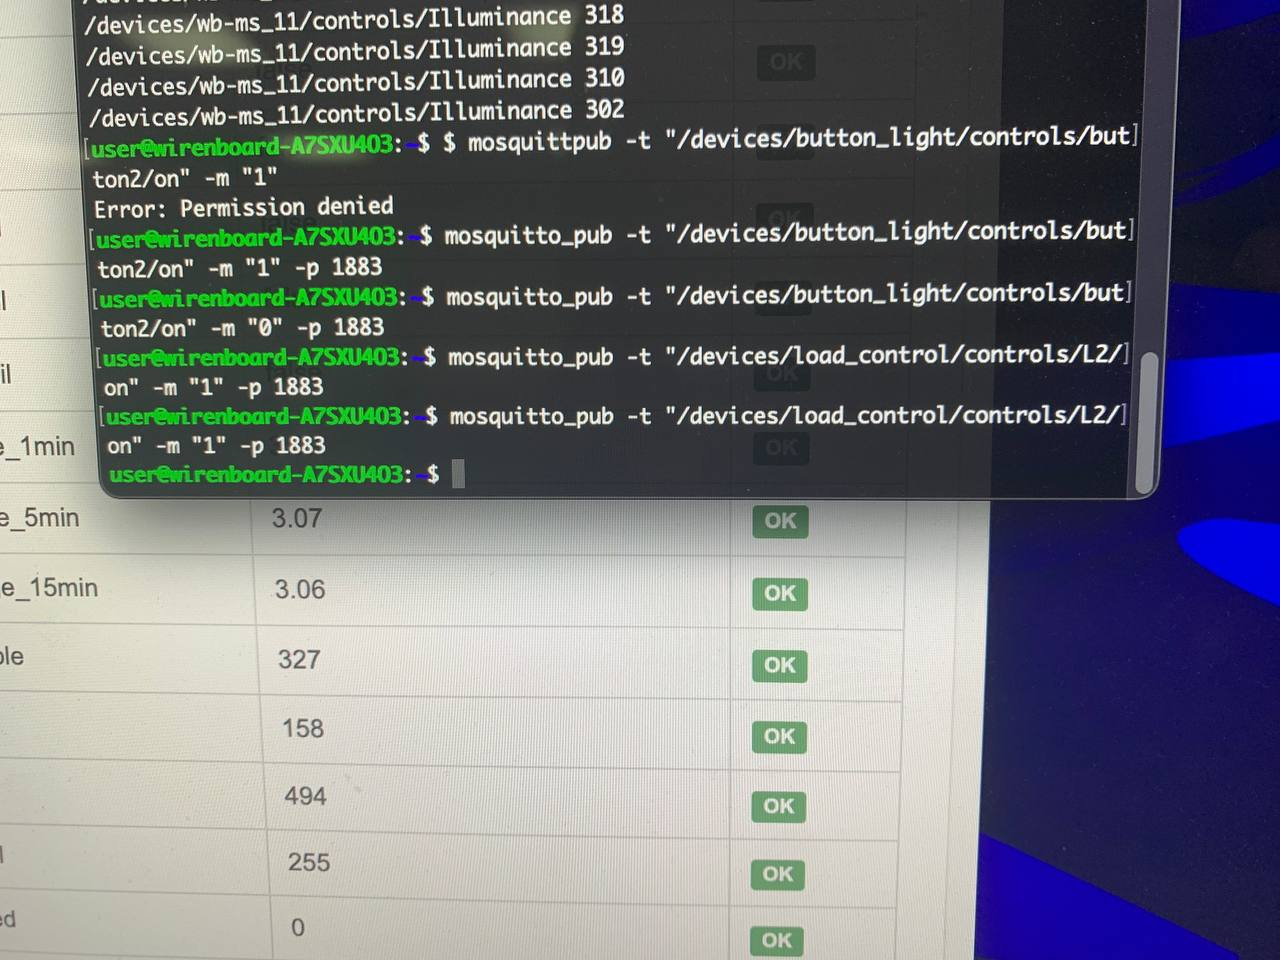 /devices/wb-ms_11/controls/Illuminance 318
/devices/wb-ms_11/controls/Illuminance 319
/devices/wb-ms_11/controls/Illuminance 310
/devices/wb-ms_11/controls/Illuminance 302
[user@wirenboard-A7SXU403:~$ $ mosquittpub -t "/devices/button_light/controls/but]
ton2/on" -m "1"
Error: Permission denied
[user@wirenboard-A7SXU403:~$ mosquitto_pub -t "/devices/button_light/controls/but]
ton2/on" -m "1" -p 1883
[user@wirenboard-A7SXU403:~$ mosquitto_pub -t "/devices/button_light/controls/but]
ton2/on" -m "0" -p 1883
[user@wirenboard-A7SXU403:~$ mosquitto_pub -t "/devices/load_control/controls/L2/]
on" -m "1" -p 1883
[user@wirenboard-A7SXU403:~$ mosquitto_pub -t "/devices/load_control/controls/L2/]
on" -m "1" -p 1883
user@wirenboard-A7SXU403:~$
OK
OK
OK
OK
e_1min
e_5min 3.07 OK
e_15min 3.06 OK
ple 327 OK
158 OK
494 OK
l 255 OK
ed 0 OK